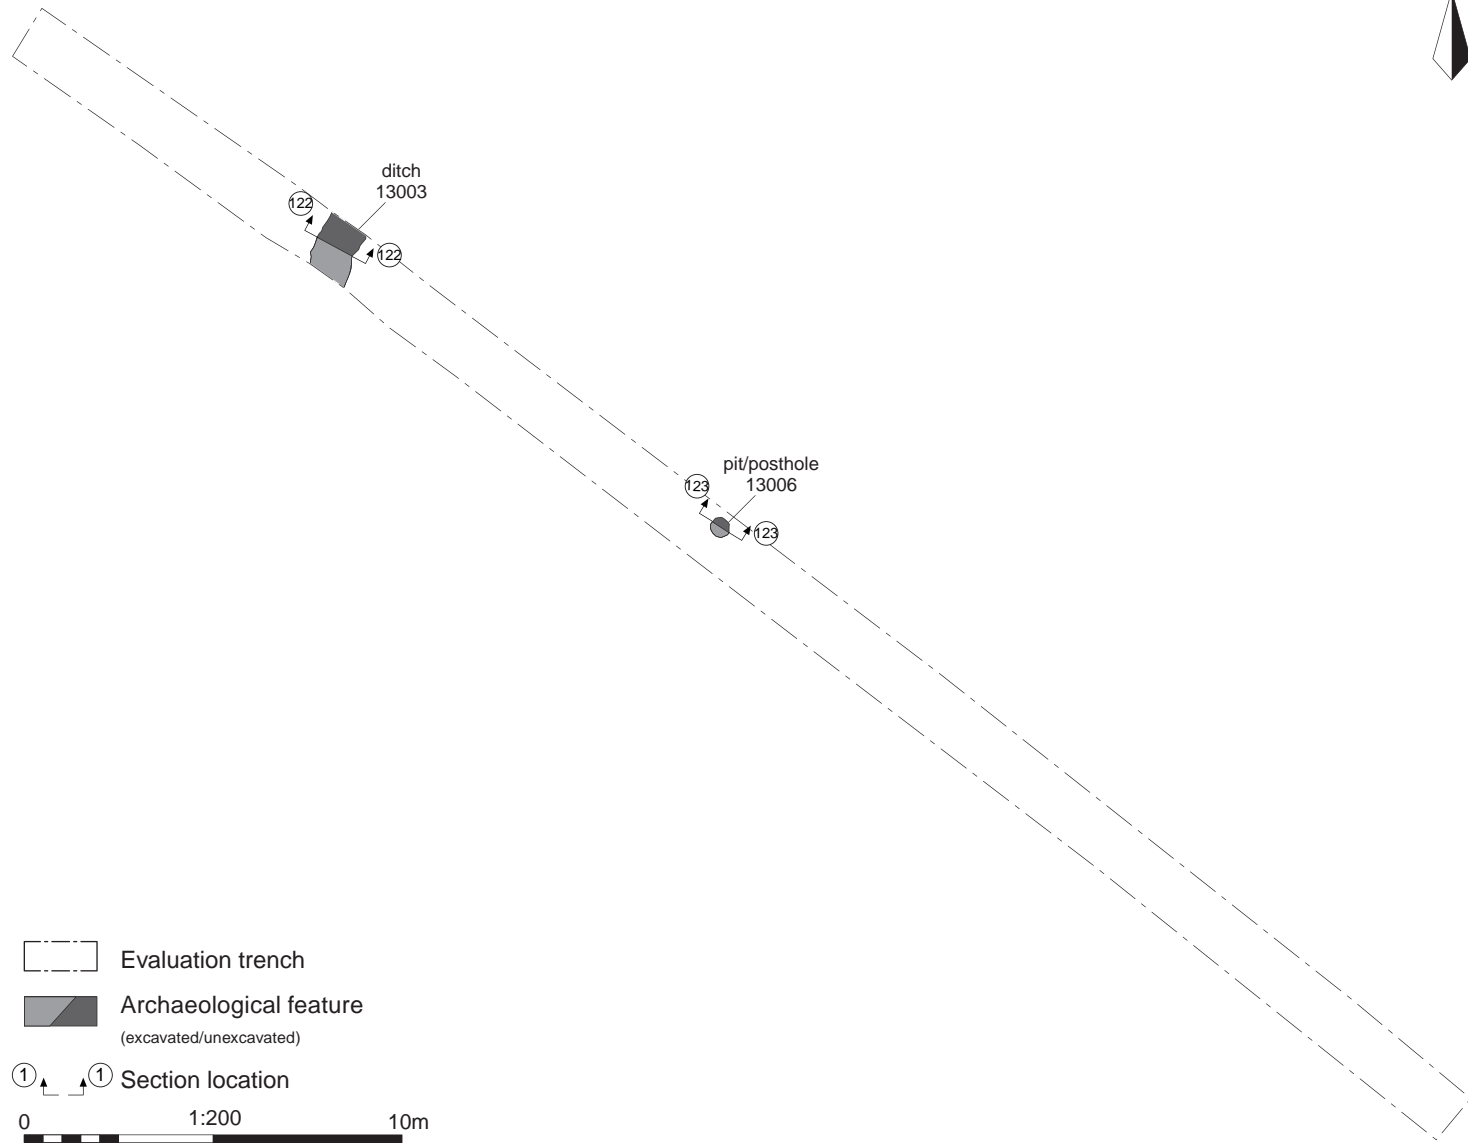 ditch
13003
122
122
pit/posthole
13006
123
123
Evaluation trench
Archaeological feature
(excavated/unexcavated)
1 1 Section location
0 1:200 10m